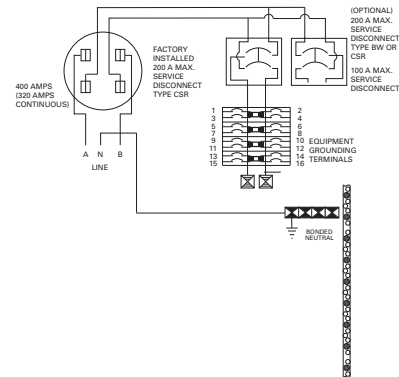 (OPTIONAL)
200 A MAX.
SERVICE
DISCONNECT
TYPE BW OR
CSR
100 A MAX.
SERVICE
DISCONNECT
FACTORY
INSTALLED
200 A MAX.
SERVICE
DISCONNECT
TYPE CSR
400 AMPS
(320 AMPS
CONTINUOUS)
A N B
LINE
1 2
3 4
5 6
7 8
9 10
11 12
13 14
15 16
EQUIPMENT
GROUNDING
TERMINALS
BONDED
NEUTRAL